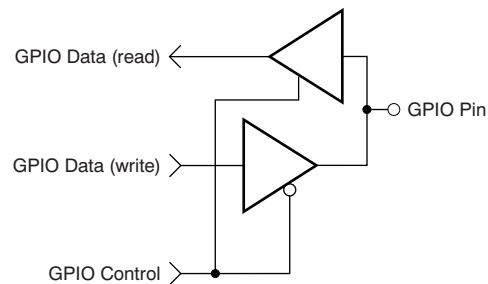 GPIO Data (read)
GPIO Pin
GPIO Data (write)
GPIO Control